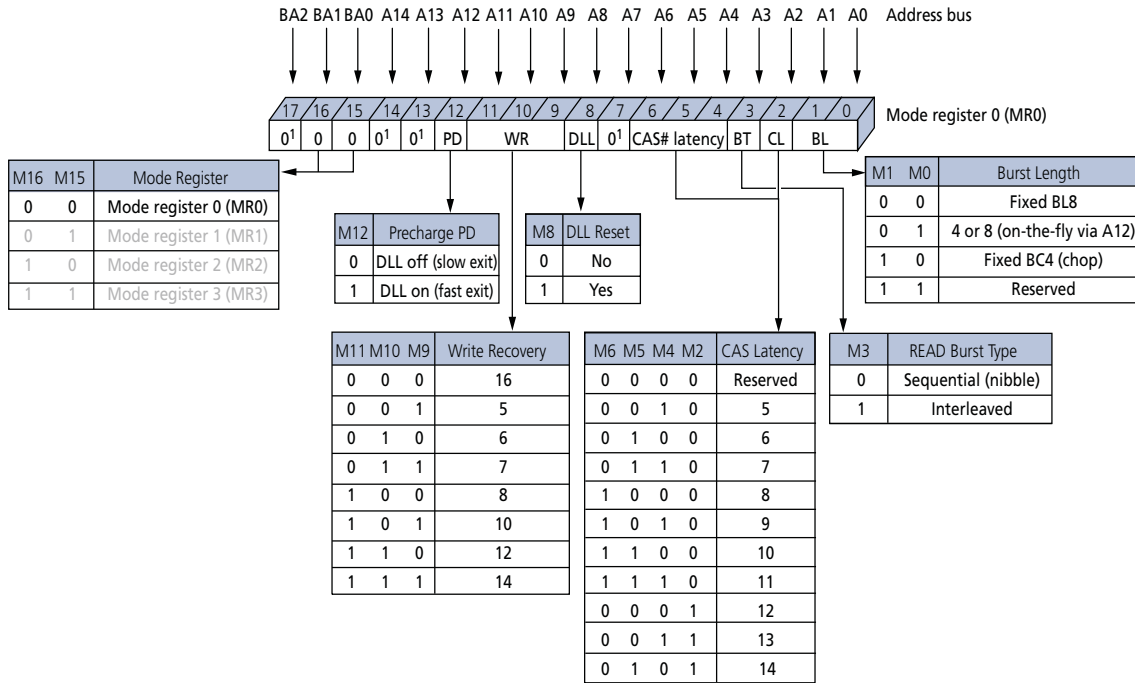 BA2 BA1 BA0 A14 A13 A12 A11 A10 A9 A8 A7 A6 A5 A4 A3 A2 A1 A0 Address bus
17 16 15 14 13 12 11 10 9 8 7 6 5 4 3 2 1 0
Mode register 0 (MR0)
0¹ 0 0 0¹ 0¹ PD WR DLL 0¹ CAS# latency BT CL BL
M16 M15 Mode Register
0 0 Mode register 0 (MR0)
0 1 Mode register 1 (MR1)
1 0 Mode register 2 (MR2)
1 1 Mode register 3 (MR3)
M12 Precharge PD
0 DLL off (slow exit)
1 DLL on (fast exit)
M8 DLL Reset
0 No
1 Yes
M1 M0 Burst Length
0 0 Fixed BL8
0 1 4 or 8 (on-the-fly via A12)
1 0 Fixed BC4 (chop)
1 1 Reserved
M11 M10 M9 Write Recovery
0 0 0 16
0 0 1 5
0 1 0 6
0 1 1 7
1 0 0 8
1 0 1 10
1 1 0 12
1 1 1 14
M6 M5 M4 M2 CAS Latency
0 0 0 0 Reserved
0 0 1 0 5
0 1 0 0 6
0 1 1 0 7
1 0 0 0 8
1 0 1 0 9
1 1 0 0 10
1 1 1 0 11
0 0 0 1 12
0 0 1 1 13
0 1 0 1 14
M3 READ Burst Type
0 Sequential (nibble)
1 Interleaved